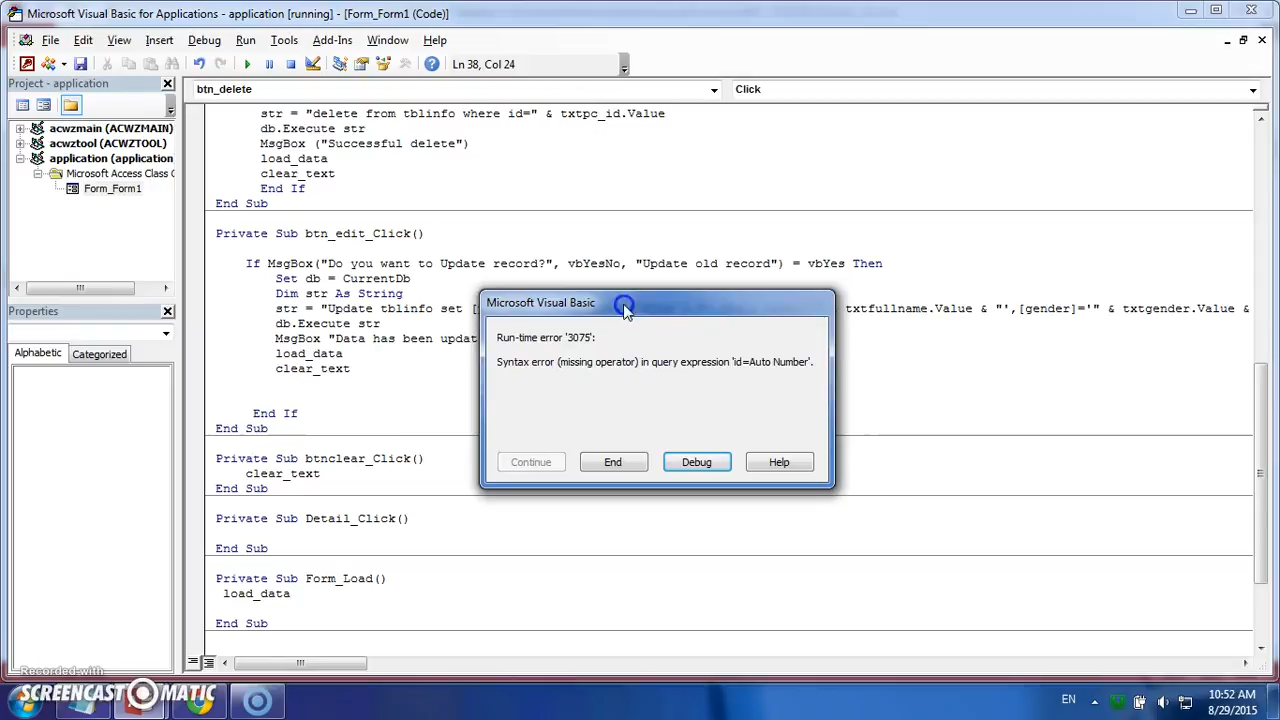 Microsoft Visual Basic for Applications - application [running] - [Form_Form1 (Code)]
File Edit View Insert Debug Run Tools Add-Ins Window Help
Ln 38, Col 24
Project - application
btn_delete
Click
acwzmain (ACWZMAIN)
acwztool (ACWZTOOL)
application (application
Microsoft Access Class C
Form_Form1
Properties
Alphabetic Categorized
str = "delete from tblinfo where id=" & txtpc_id.Value
db.Execute str
MsgBox ("Successful delete")
load_data
clear_text
End If
End Sub
Private Sub btn_edit_Click()
If MsgBox("Do you want to Update record?", vbYesNo, "Update old record") = vbYes Then
Set db = CurrentDb
Dim str As String
str = "Update tblinfo set [ txtfullname.Value & "',[gender]='" & txtgender.Value &
db.Execute str
MsgBox "Data has been updat
load_data
clear_text
End If
End Sub
Private Sub btnclear_Click()
clear_text
End Sub
Private Sub Detail_Click()
End Sub
Private Sub Form_Load()
load_data
End Sub
Microsoft Visual Basic
Run-time error '3075':
Syntax error (missing operator) in query expression 'id=Auto Number'.
Continue End Debug Help
Recorded with
SCREENCAST MATIC
EN
10:52 AM
8/29/2015